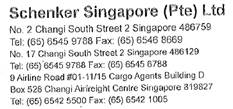 Schenker Singapore (Pte) Ltd
No. 2 Changi South Street 2 Singapore 486759
Tel: (65) 6545 9788 Fax: (65) 6546 8669
No. 17 Changi South Street 2 Singapore 486129
Tel: (65) 6545 9788 Fax: (65) 6545 8788
9 Airline Road #01-11/15 Cargo Agents Building D
Box 526 Changi Airfreight Centre Singapore 819827
Tel: (65) 6542 5500 Fax: (65) 6542 1005